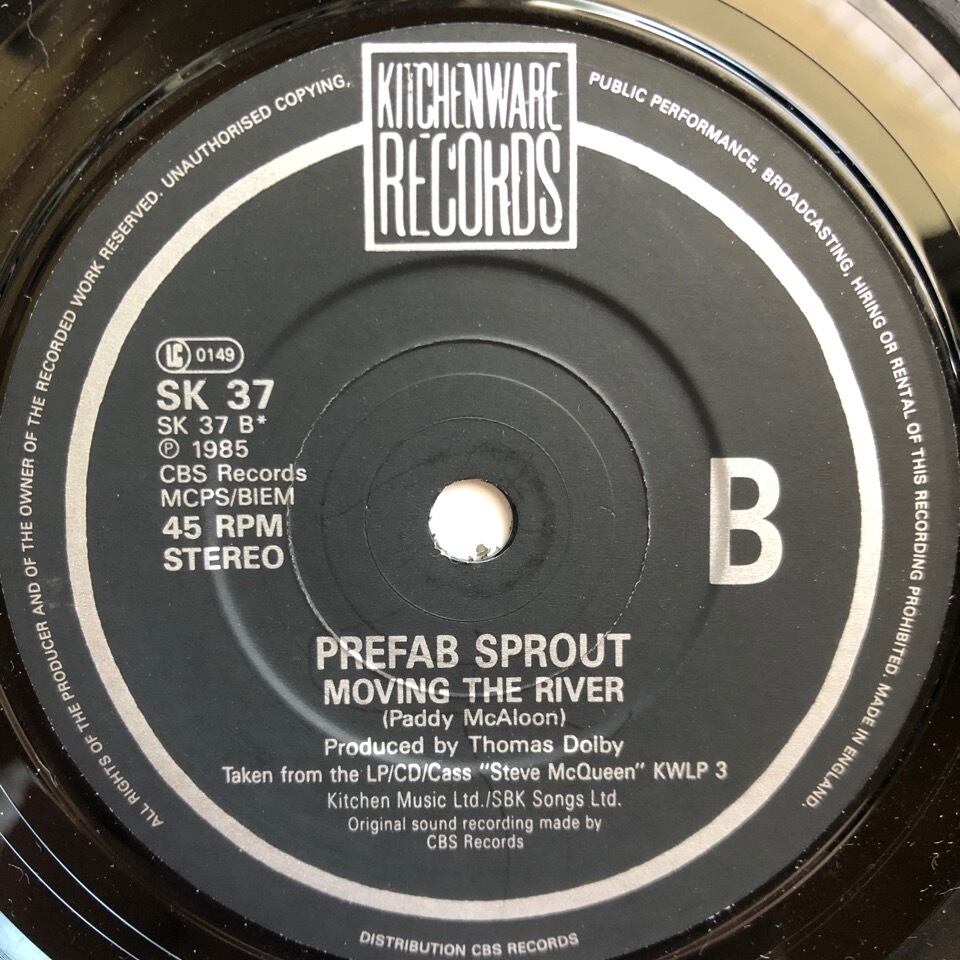 KITCHENWARE
RECORDS
ALL RIGHTS OF THE PRODUCER AND OF THE OWNER OF THE RECORDED WORK RESERVED. UNAUTHORISED COPYING, PUBLIC PERFORMANCE, BROADCASTING, HIRING OR RENTAL OF THIS RECORDING PROHIBITED. MADE IN ENGLAND.
LC 0149
SK 37
SK 37 B*
℗ 1985
CBS Records
MCPS/BIEM
45 RPM
STEREO
B
PREFAB SPROUT
MOVING THE RIVER
(Paddy McAloon)
Produced by Thomas Dolby
Taken from the LP/CD/Cass "Steve McQueen" KWLP 3
Kitchen Music Ltd./SBK Songs Ltd.
Original sound recording made by
CBS Records
DISTRIBUTION CBS RECORDS